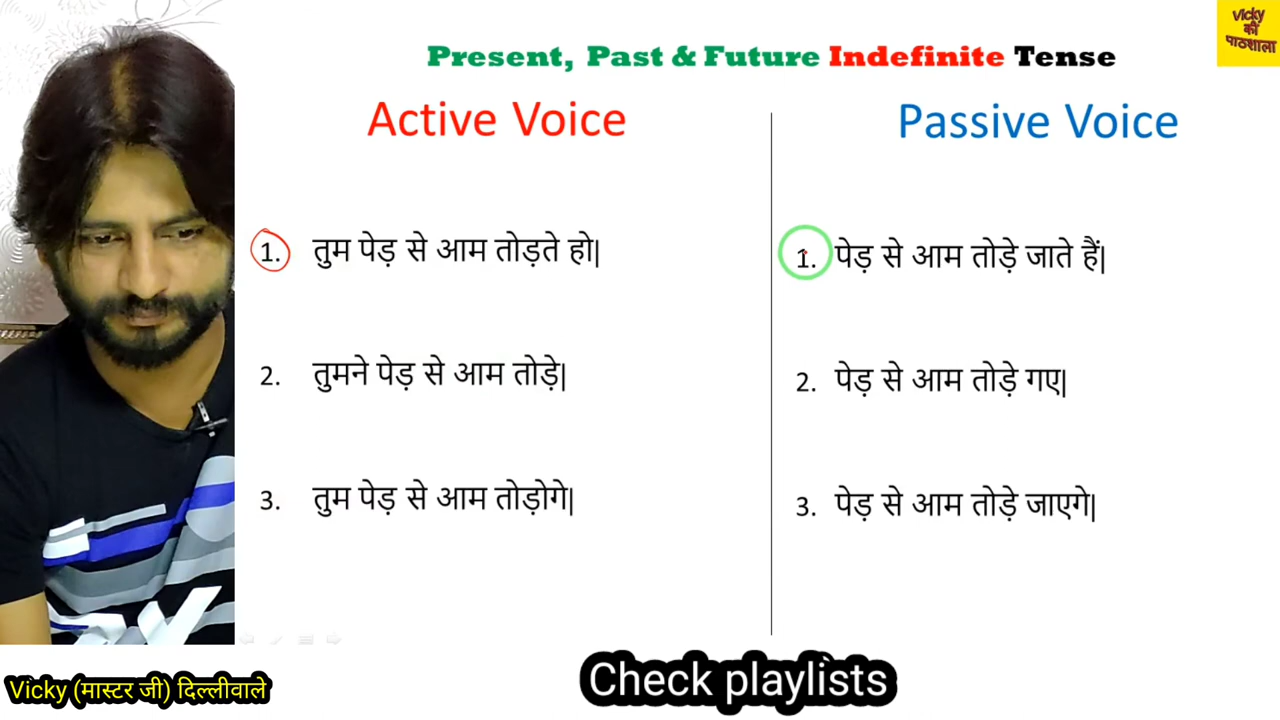 Vicky
की
पाठशाला
Present, Past & Future Indefinite Tense
Active Voice
Passive Voice
1. तुम पेड़ से आम तोड़ते हो|
1. पेड़ से आम तोड़े जाते हैं|
2. तुमने पेड़ से आम तोड़े|
2. पेड़ से आम तोड़े गए|
3. तुम पेड़ से आम तोड़ोगे|
3. पेड़ से आम तोड़े जाएगे|
Vicky (मास्टर जी) दिल्लीवाले
Check playlists